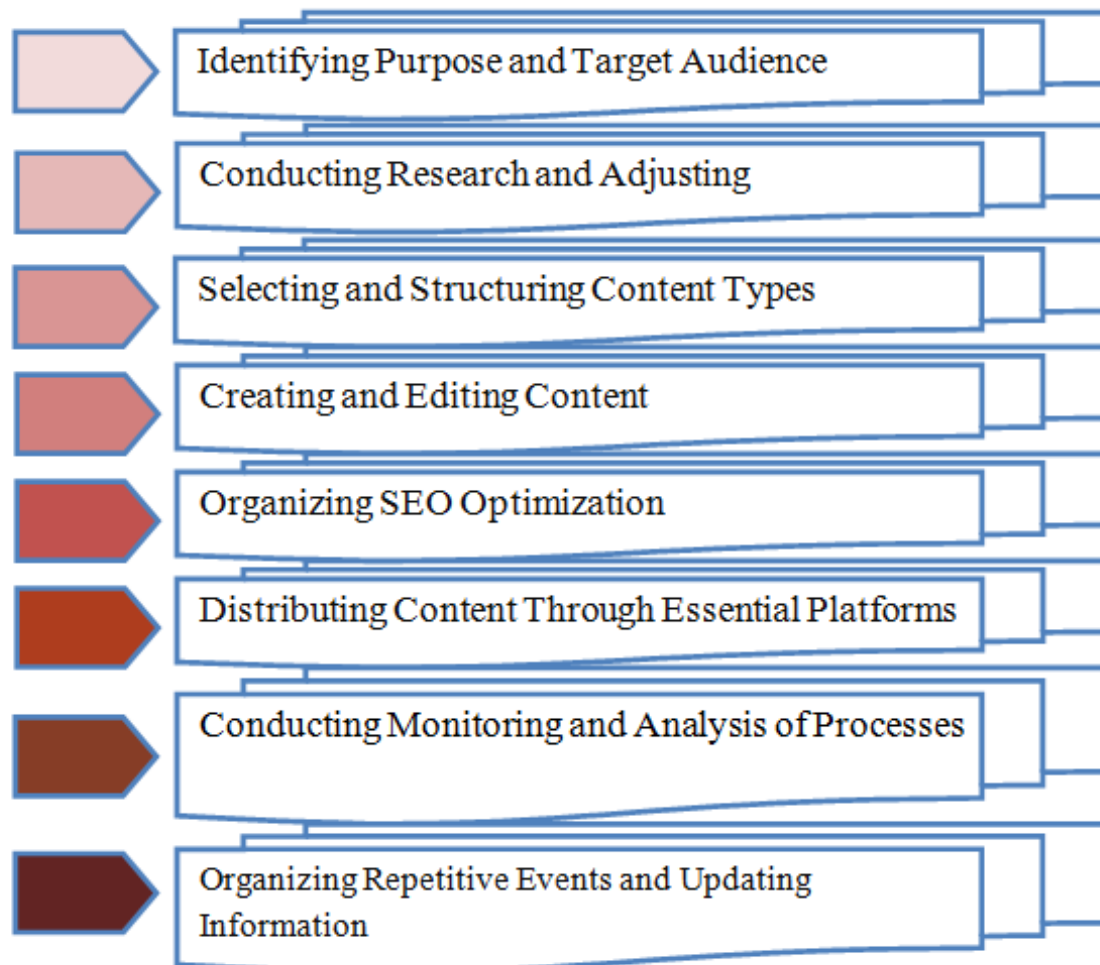 Identifying Purpose and Target Audience
Conducting Research and Adjusting
Selecting and Structuring Content Types
Creating and Editing Content
Organizing SEO Optimization
Distributing Content Through Essential Platforms
Conducting Monitoring and Analysis of Processes
Organizing Repetitive Events and Updating
Information